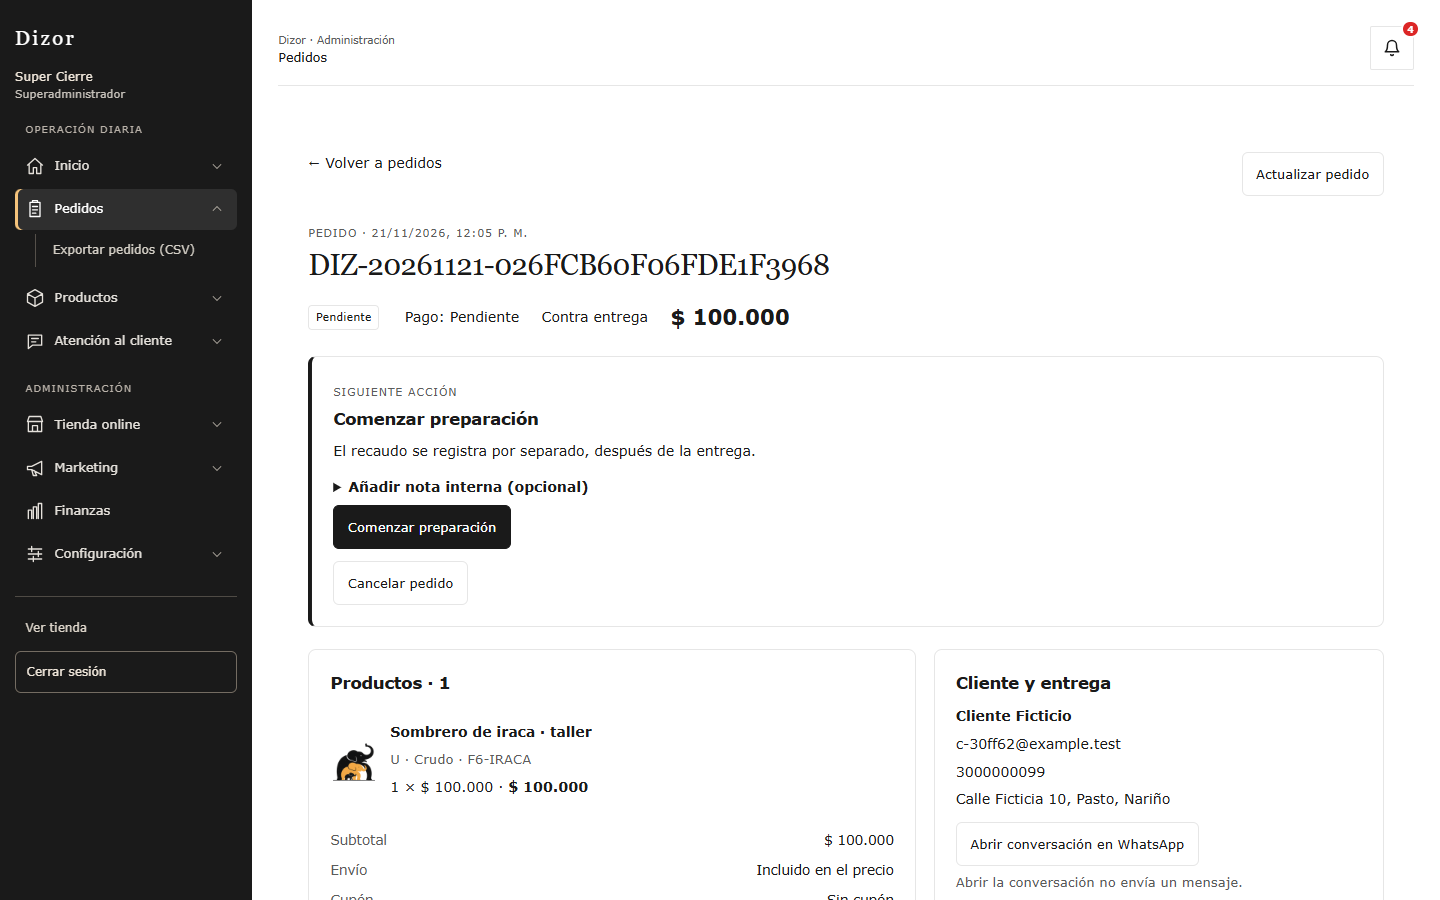 Dizor
Super Cierre
Superadministrador
OPERACIÓN DIARIA
Inicio
Pedidos
Exportar pedidos (CSV)
Productos
Atención al cliente
ADMINISTRACIÓN
Tienda online
Marketing
Finanzas
Configuración
Ver tienda
Cerrar sesión
Dizor · Administración
Pedidos
4
← Volver a pedidos
Actualizar pedido
PEDIDO · 21/11/2026, 12:05 P. M.
DIZ-20261121-026FCB60F06FDE1F3968
Pendiente Pago: Pendiente Contra entrega $ 100.000
SIGUIENTE ACCIÓN
Comenzar preparación
El recaudo se registra por separado, después de la entrega.
▶ Añadir nota interna (opcional)
Comenzar preparación
Cancelar pedido
Productos · 1
Sombrero de iraca · taller
U · Crudo · F6-IRACA
1 × $ 100.000 · $ 100.000
Subtotal $ 100.000
Envío Incluido en el precio
Cupón Sin cupón
Cliente y entrega
Cliente Ficticio
c-30ff62@example.test
3000000099
Calle Ficticia 10, Pasto, Nariño
Abrir conversación en WhatsApp
Abrir la conversación no envía un mensaje.